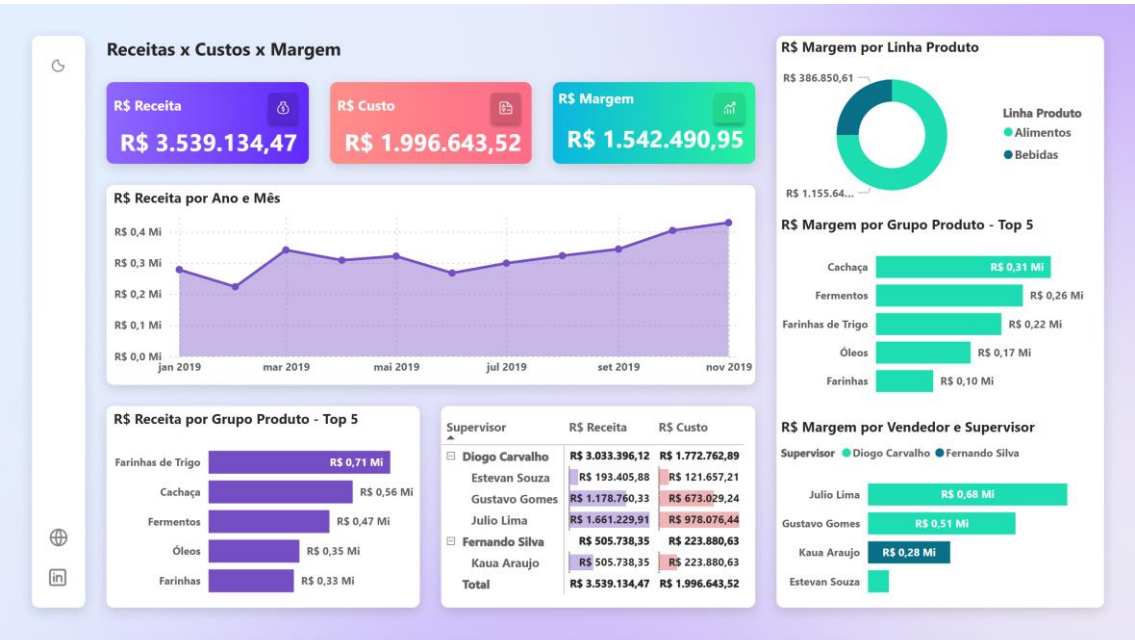 Receitas x Custos x Margem
R$ Receita
R$ 3.539.134,47
R$ Custo
R$ 1.996.643,52
R$ Margem
R$ 1.542.490,95
R$ Receita por Ano e Mês
R$ 0,4 Mi
R$ 0,3 Mi
R$ 0,2 Mi
R$ 0,1 Mi
R$ 0,0 Mi
jan 2019 mar 2019 mai 2019 jul 2019 set 2019 nov 2019
R$ Receita por Grupo Produto - Top 5
Farinhas de Trigo R$ 0,71 Mi
Cachaça R$ 0,56 Mi
Fermentos R$ 0,47 Mi
Óleos R$ 0,35 Mi
Farinhas R$ 0,33 Mi
Supervisor R$ Receita R$ Custo
Diogo Carvalho R$ 3.033.396,12 R$ 1.772.762,89
Estevan Souza R$ 193.405,88 R$ 121.657,21
Gustavo Gomes R$ 1.178.760,33 R$ 673.029,24
Julio Lima R$ 1.661.229,91 R$ 978.076,44
Fernando Silva R$ 505.738,35 R$ 223.880,63
Kaua Araujo R$ 505.738,35 R$ 223.880,63
Total R$ 3.539.134,47 R$ 1.996.643,52
R$ Margem por Linha Produto
R$ 386.850,61
R$ 1.155.64...
Linha Produto
Alimentos
Bebidas
R$ Margem por Grupo Produto - Top 5
Cachaça R$ 0,31 Mi
Fermentos R$ 0,26 Mi
Farinhas de Trigo R$ 0,22 Mi
Óleos R$ 0,17 Mi
Farinhas R$ 0,10 Mi
R$ Margem por Vendedor e Supervisor
Supervisor Diogo Carvalho Fernando Silva
Julio Lima R$ 0,68 Mi
Gustavo Gomes R$ 0,51 Mi
Kaua Araujo R$ 0,28 Mi
Estevan Souza
in